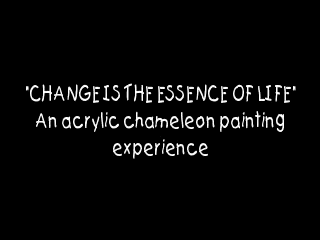 "CHANGE IS THE ESSENCE OF LIFE"
An acrylic chameleon painting
experience